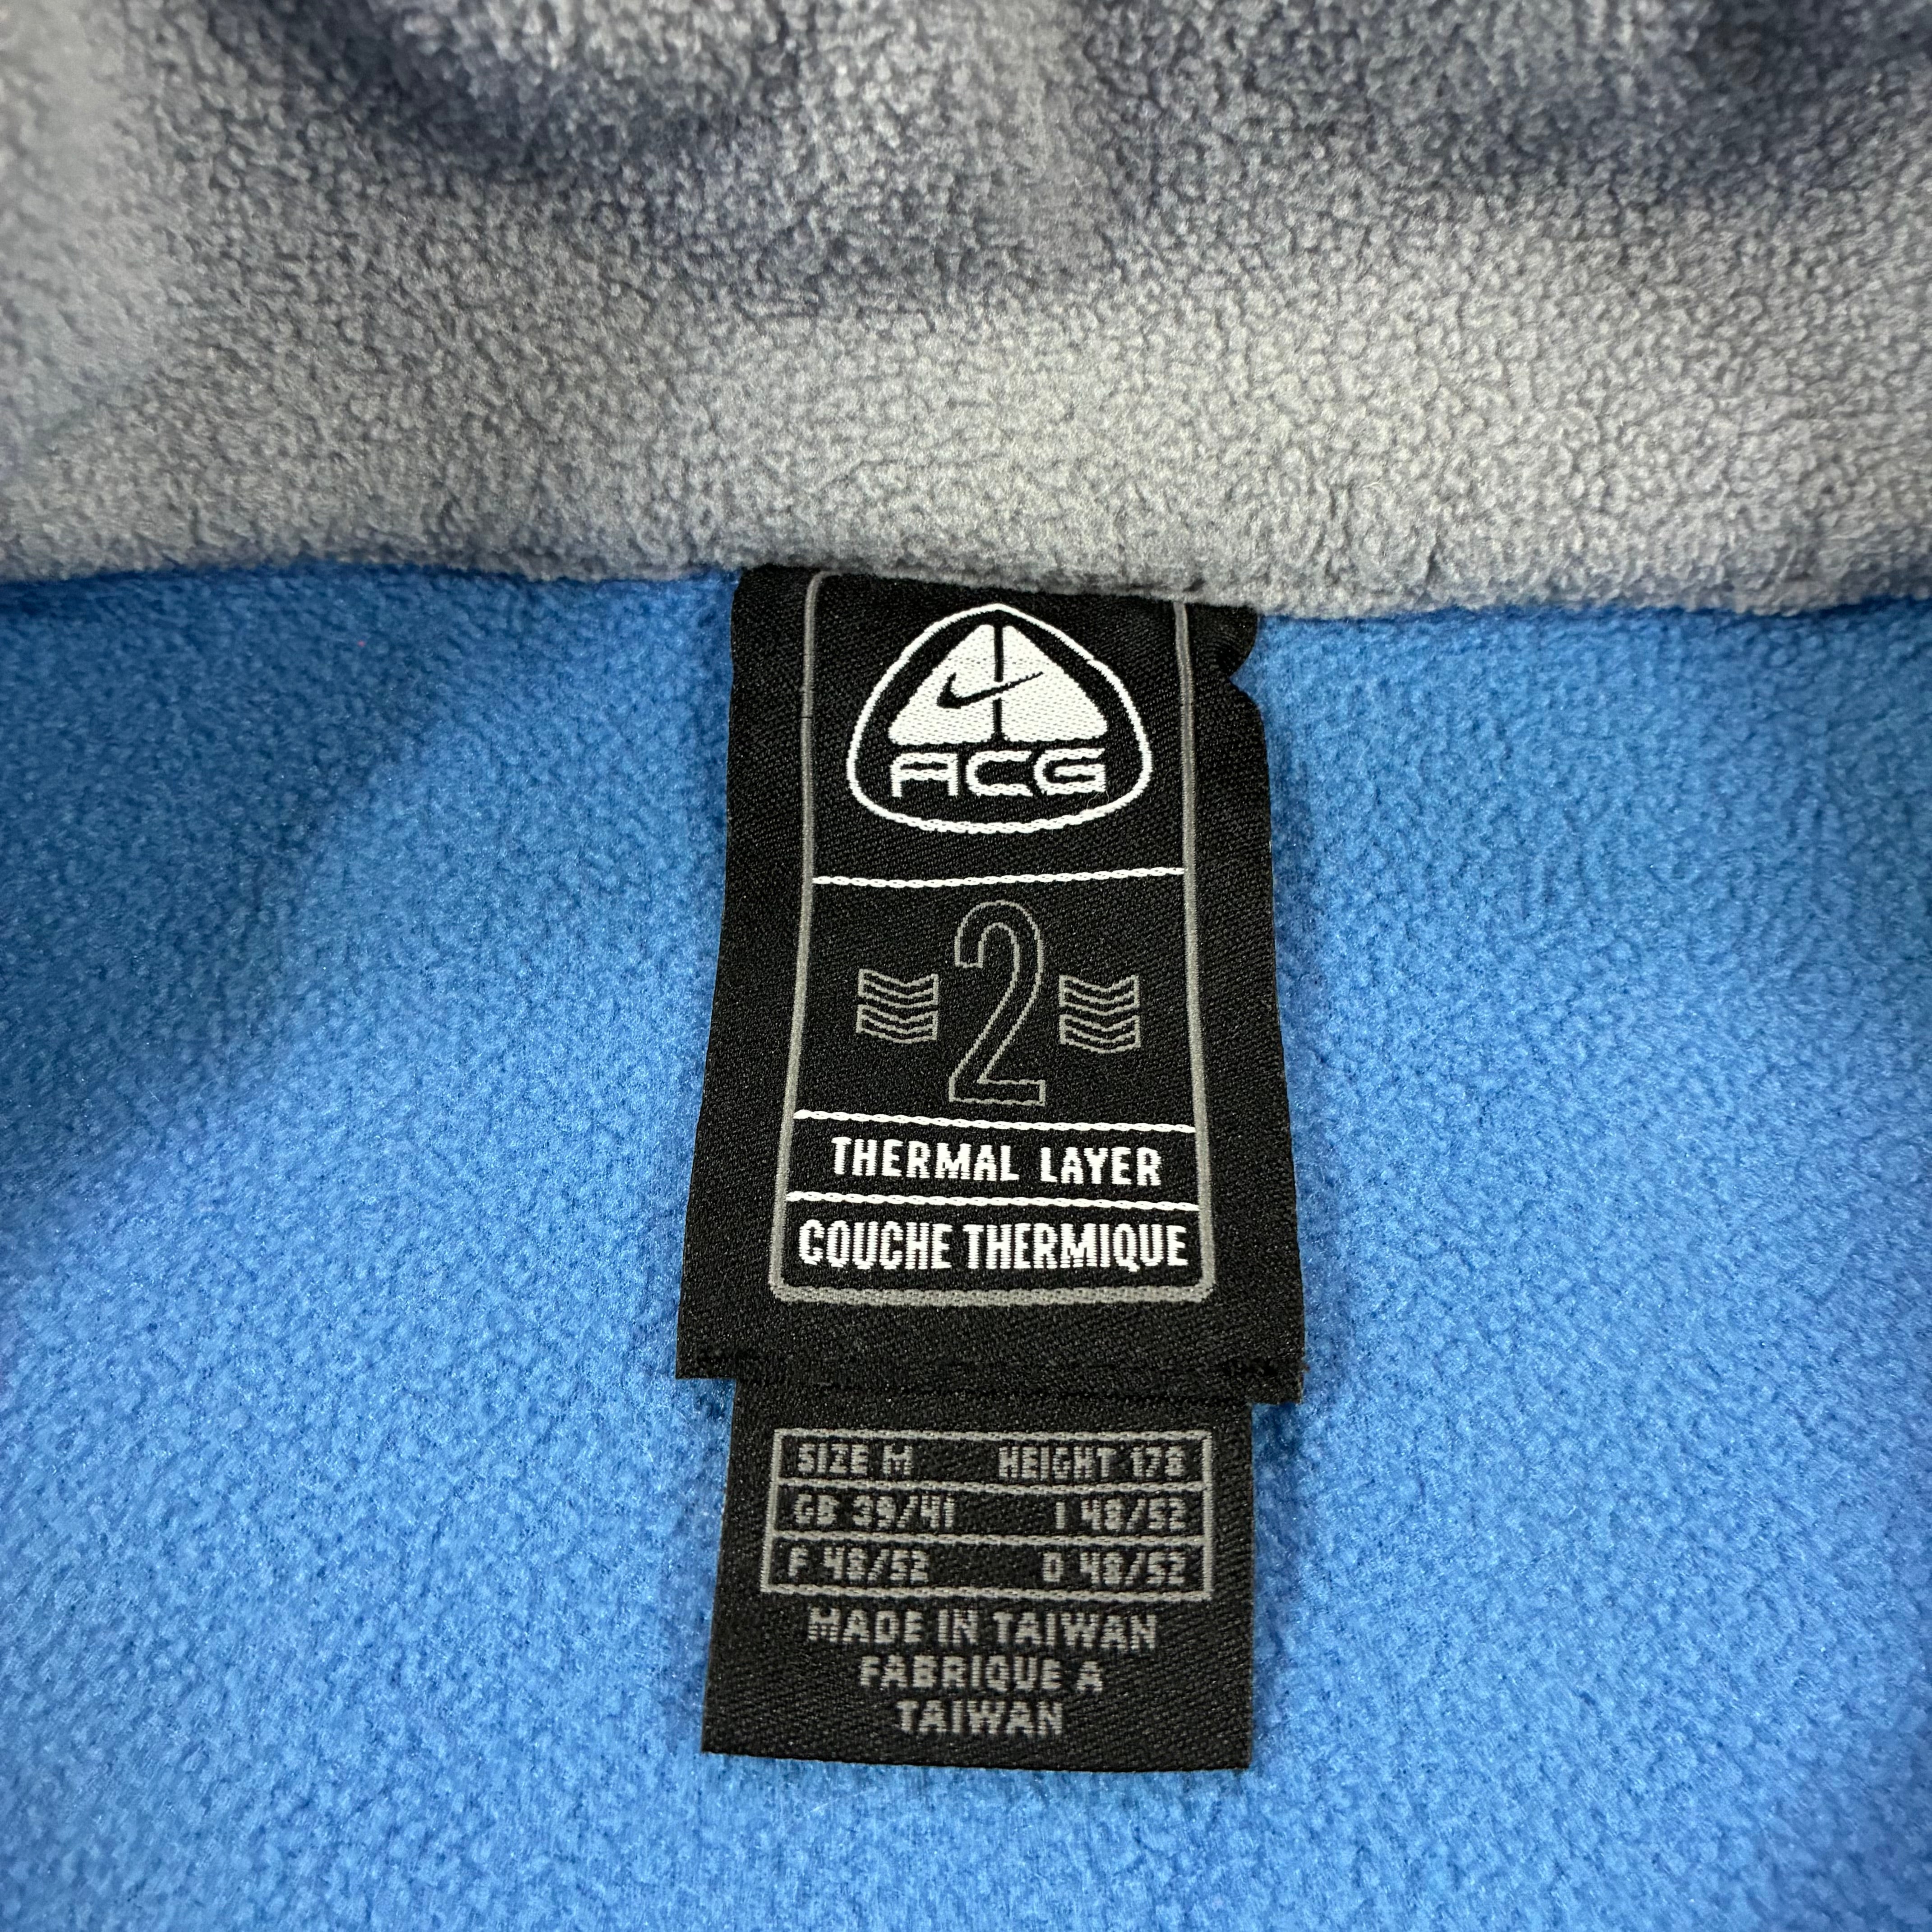 ACG
2
THERMAL LAYER
COUCHE THERMIQUE
SIZE M HEIGHT 178
GB 39/41 I 48/52
F 48/52 D 48/52
MADE IN TAIWAN
FABRIQUE A
TAIWAN